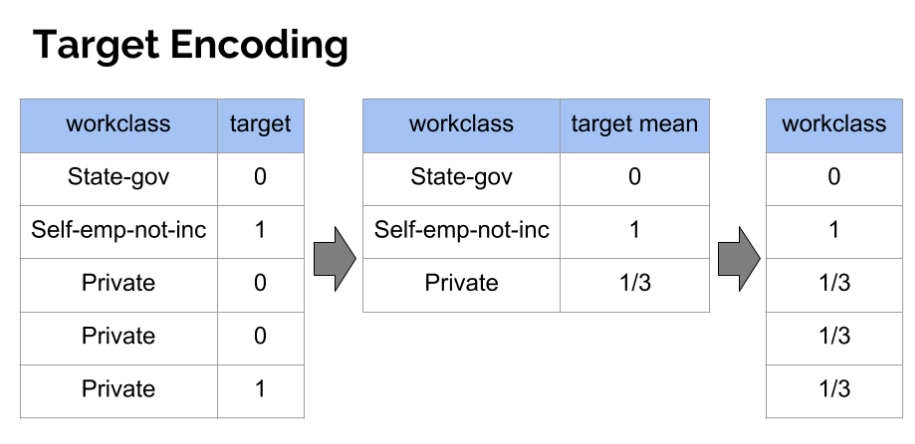 Target Encoding
workclass target
State-gov 0
Self-emp-not-inc 1
Private 0
Private 0
Private 1
workclass target mean
State-gov 0
Self-emp-not-inc 1
Private 1/3
workclass
0
1
1/3
1/3
1/3